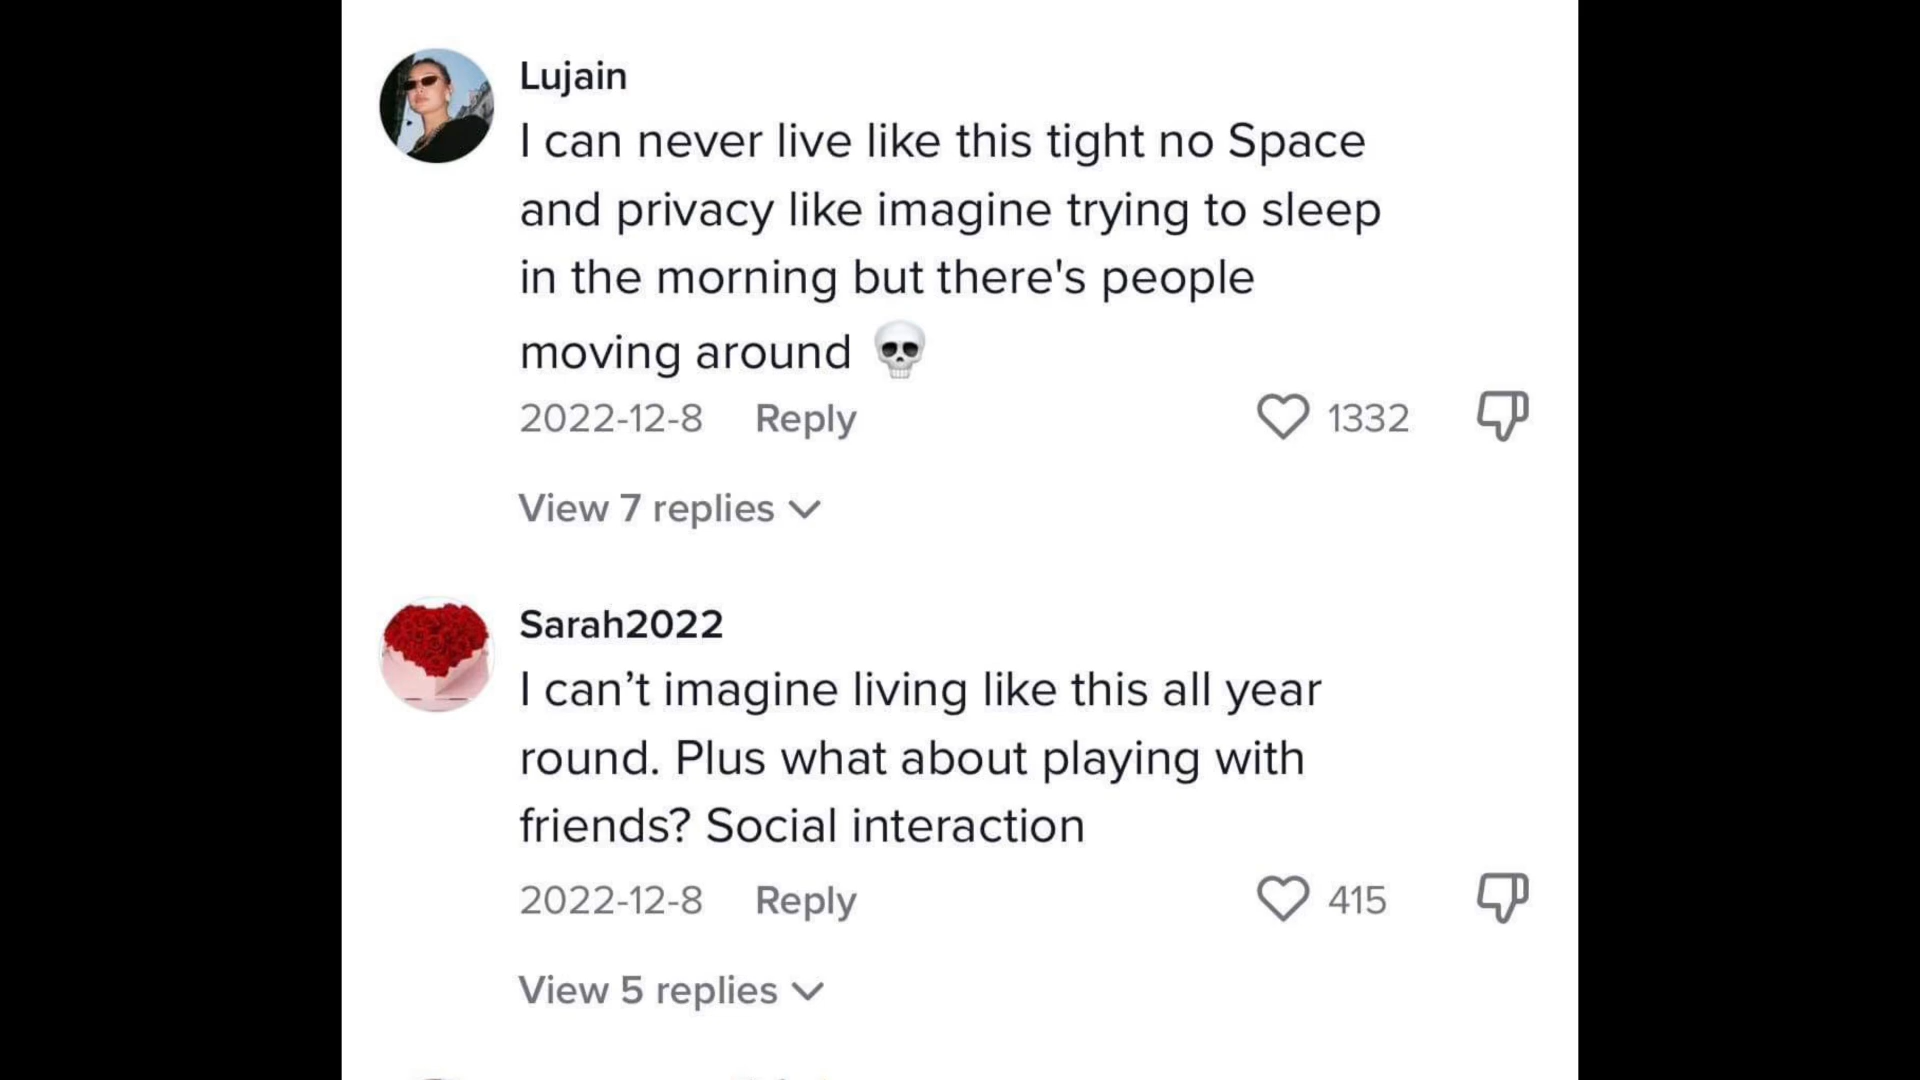 Lujain
I can never live like this tight no Space
and privacy like imagine trying to sleep
in the morning but there's people
moving around 💀
2022-12-8 Reply 1332
View 7 replies
Sarah2022
I can’t imagine living like this all year
round. Plus what about playing with
friends? Social interaction
2022-12-8 Reply 415
View 5 replies